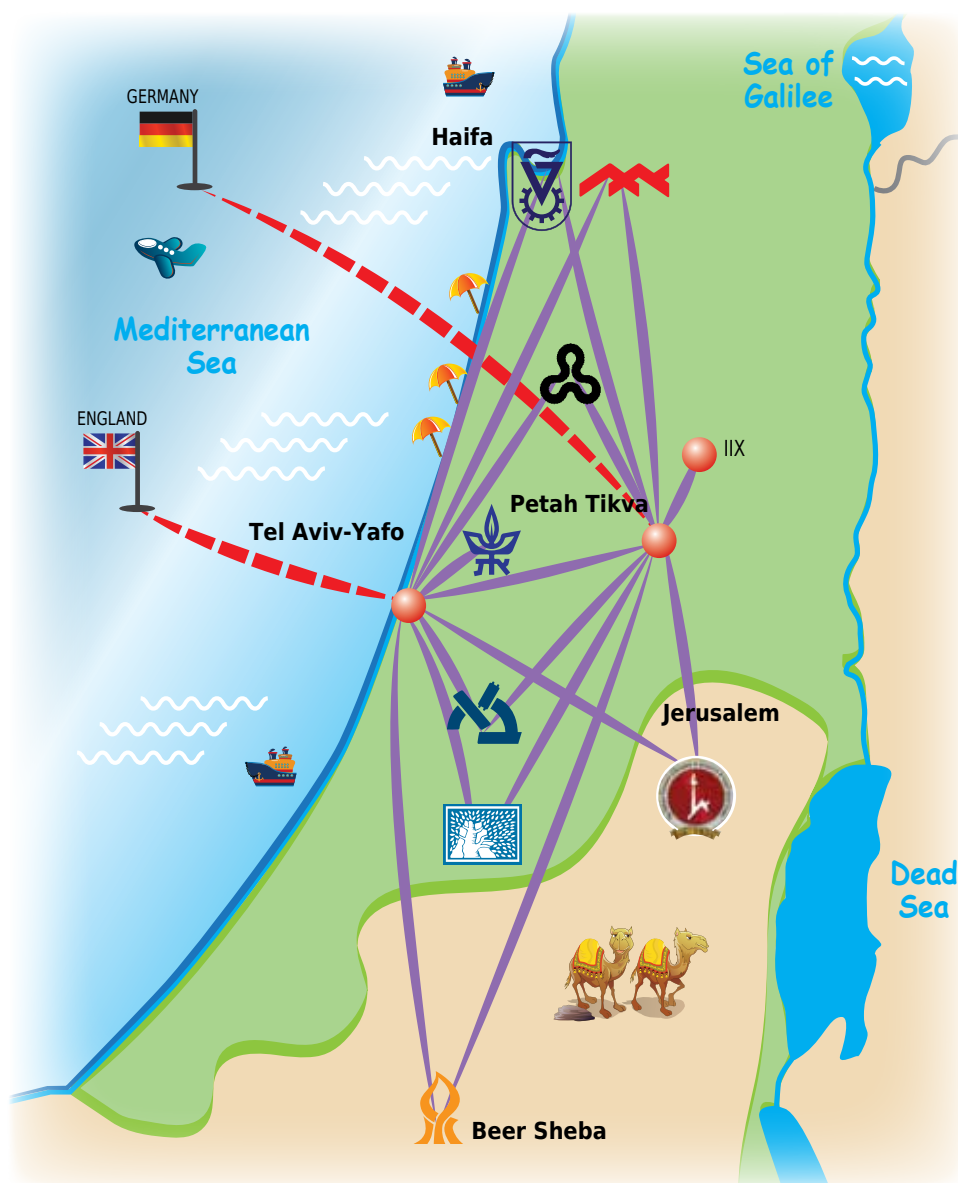 Sea of
Galilee
GERMANY
Haifa
Mediterranean
Sea
ENGLAND
IIX
Petah Tikva
Tel Aviv-Yafo
Jerusalem
Dead
Sea
Beer Sheba